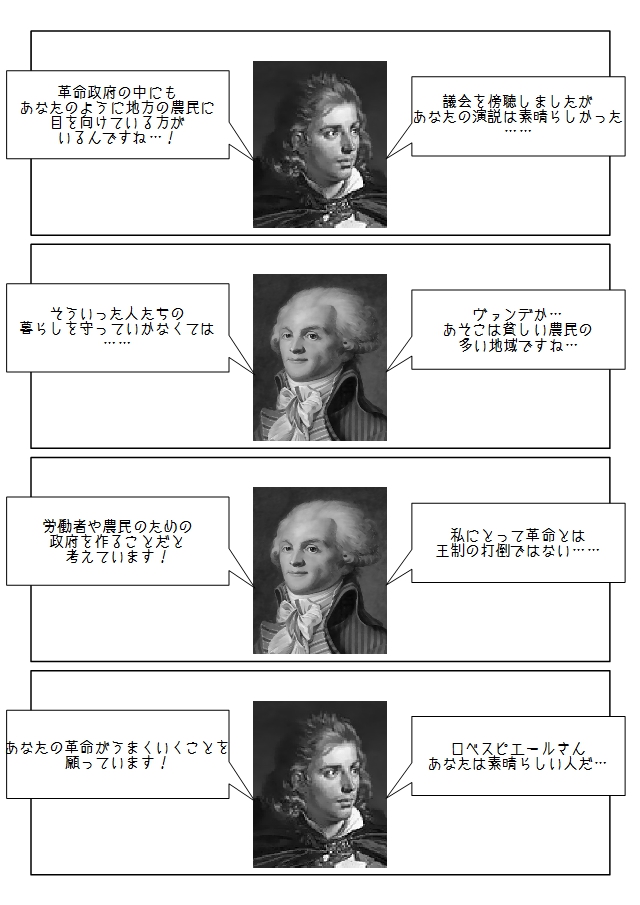 議会を傍聴しましたが
あなたの演説は素晴らしかった
……
革命政府の中にも
あなたのように地方の農民に
目を向けている方が
いるんですね…！
ヴァンデか…
あそこは貧しい農民の
多い地域ですね…
そういった人たちの
暮らしを守っていかなくては
……
私にとって革命とは
王制の打倒ではない……
労働者や農民のための
政府を作ることだと
考えています！
ロベスピエールさん
あなたは素晴らしい人だ…
あなたの革命がうまくいくことを
願っています！